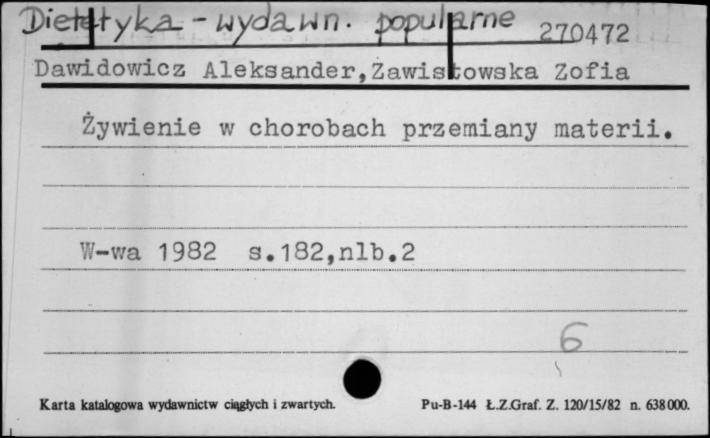 Dietetyka - wydawn. popularne 270472
Dawidowicz Aleksander, Zawistowska Zofia
Żywienie w chorobach przemiany materii.
W-wa 1982 s.182,nlb.2
6
Karta katalogowa wydawnictw ciągłych i zwartych. Pu-B-144 Ł.Z.Graf. Z. 120/15/82 n. 638000.